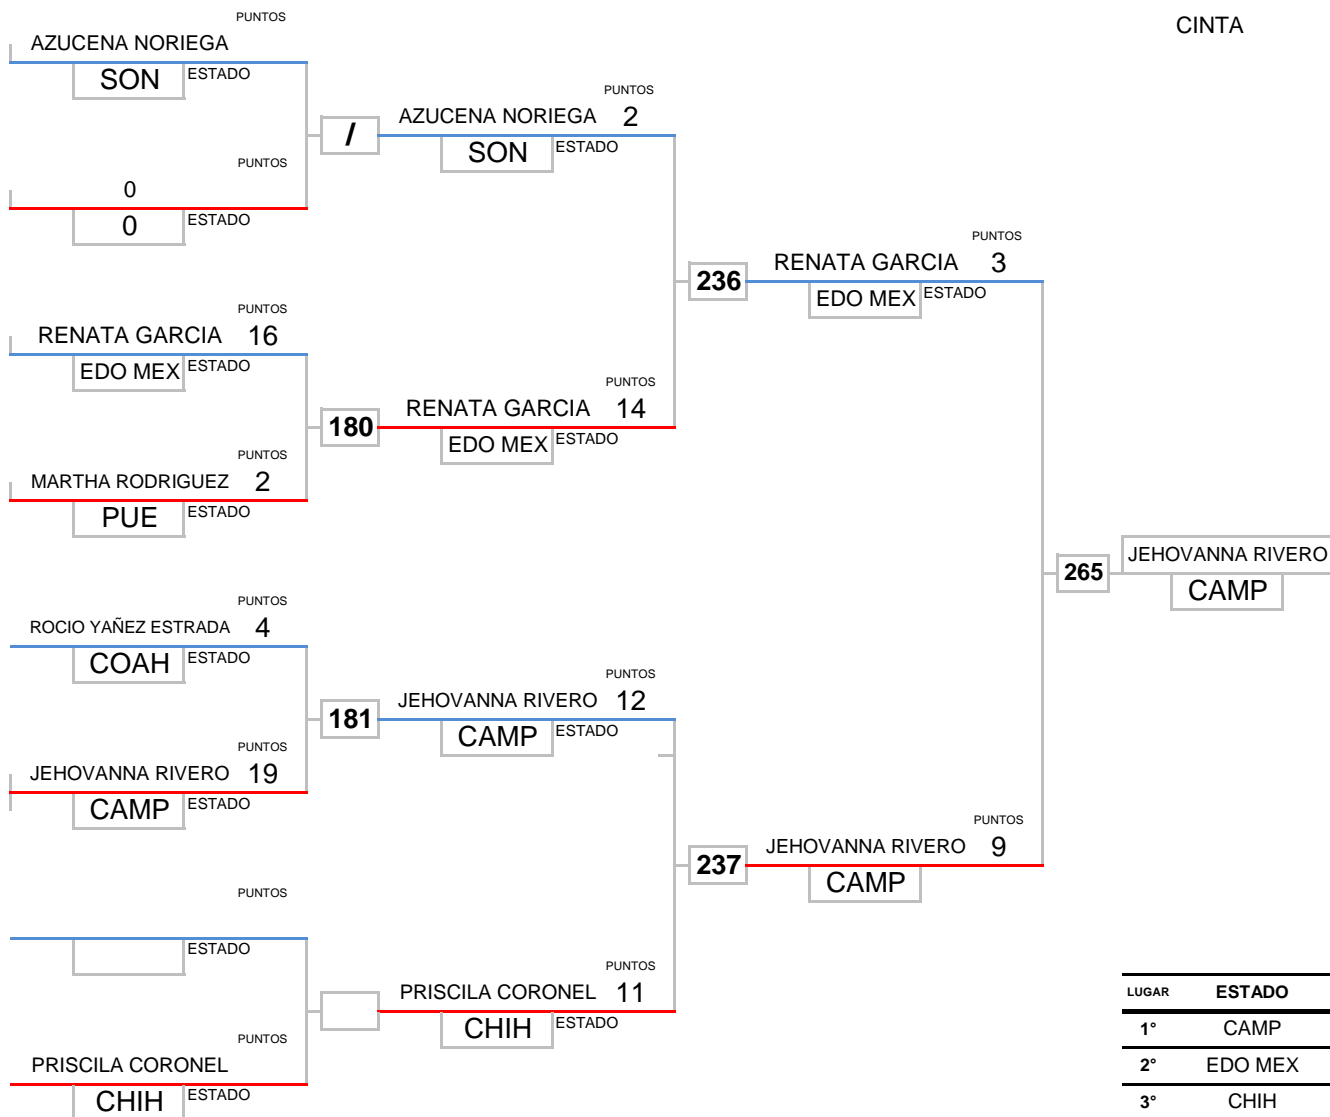 PUNTOS
CINTA
AZUCENA NORIEGA
SON ESTADO
PUNTOS
AZUCENA NORIEGA 2
/
SON ESTADO
PUNTOS
0
0 ESTADO
PUNTOS
RENATA GARCIA 3
236
EDO MEX ESTADO
PUNTOS
RENATA GARCIA 16
EDO MEX ESTADO
PUNTOS
RENATA GARCIA 14
180
EDO MEX ESTADO
PUNTOS
MARTHA RODRIGUEZ 2
PUE ESTADO
JEHOVANNA RIVERO
265
CAMP
PUNTOS
ROCIO YAÑEZ ESTRADA 4
COAH ESTADO
PUNTOS
JEHOVANNA RIVERO 12
181
CAMP ESTADO
PUNTOS
JEHOVANNA RIVERO 19
CAMP ESTADO
PUNTOS
JEHOVANNA RIVERO 9
237
CAMP
PUNTOS
ESTADO
PUNTOS
PRISCILA CORONEL 11
CHIH ESTADO
PUNTOS
PRISCILA CORONEL
CHIH ESTADO
LUGAR ESTADO
1° CAMP
2° EDO MEX
3° CHIH